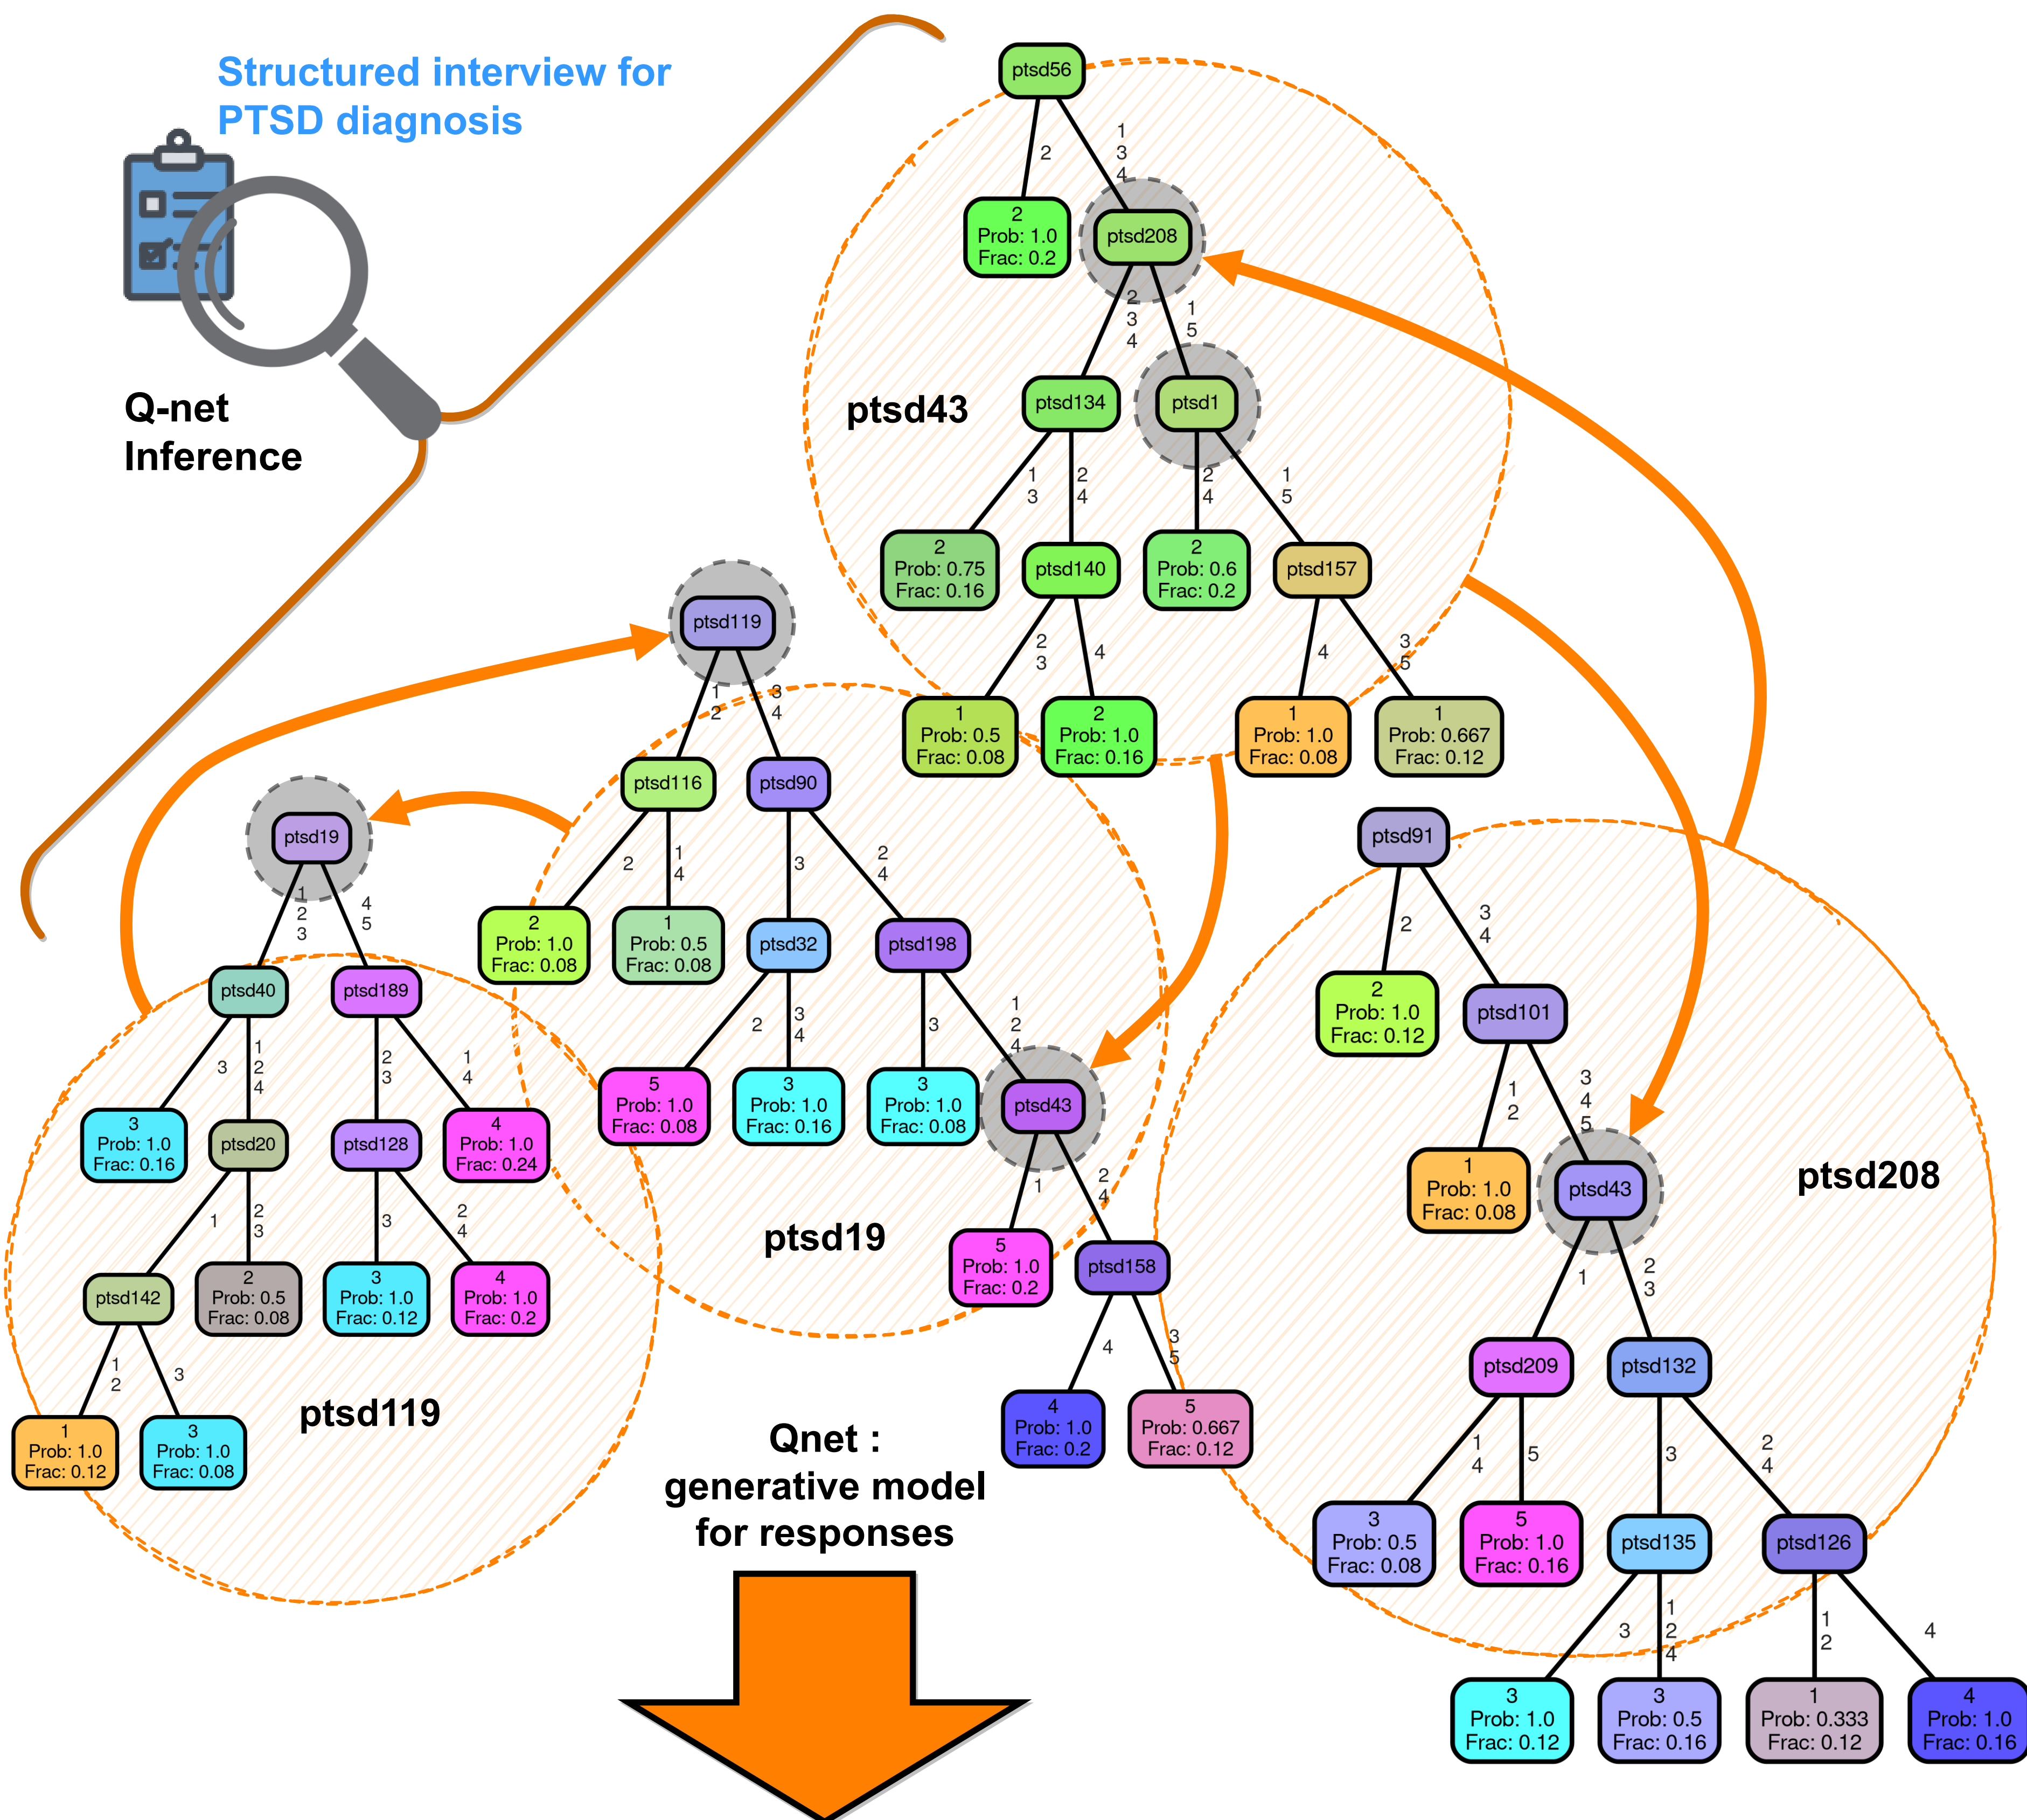 Structured interview for
PTSD diagnosis
Q-net
Inference
ptsd56
2
1
3
4
2
Prob: 1.0
Frac: 0.2
ptsd208
2
3
4
1
5
ptsd43
ptsd134
ptsd1
1
3
2
4
2
4
1
5
2
Prob: 0.75
Frac: 0.16
ptsd140
2
Prob: 0.6
Frac: 0.2
ptsd157
2
3
4
4
3
5
1
Prob: 0.5
Frac: 0.08
2
Prob: 1.0
Frac: 0.16
1
Prob: 1.0
Frac: 0.08
1
Prob: 0.667
Frac: 0.12
ptsd119
1
2
3
4
ptsd116
ptsd90
2
1
4
3
2
4
2
Prob: 1.0
Frac: 0.08
1
Prob: 0.5
Frac: 0.08
ptsd32
ptsd198
2
3
4
3
1
2
4
5
Prob: 1.0
Frac: 0.08
3
Prob: 1.0
Frac: 0.16
3
Prob: 1.0
Frac: 0.08
ptsd43
1
2
4
ptsd19
5
Prob: 1.0
Frac: 0.2
ptsd158
4
3
5
4
Prob: 1.0
Frac: 0.2
5
Prob: 0.667
Frac: 0.12
ptsd19
1
2
3
4
5
ptsd40
ptsd189
3
1
2
4
2
3
1
4
3
Prob: 1.0
Frac: 0.16
ptsd20
ptsd128
4
Prob: 1.0
Frac: 0.24
1
2
3
3
2
4
ptsd142
2
Prob: 0.5
Frac: 0.08
3
Prob: 1.0
Frac: 0.12
4
Prob: 1.0
Frac: 0.2
1
2
3
ptsd119
1
Prob: 1.0
Frac: 0.12
3
Prob: 1.0
Frac: 0.08
ptsd91
2
3
4
2
Prob: 1.0
Frac: 0.12
ptsd101
1
2
3
4
5
1
Prob: 1.0
Frac: 0.08
ptsd43
ptsd208
1
2
3
ptsd209
ptsd132
1
4
5
3
2
4
3
Prob: 0.5
Frac: 0.08
5
Prob: 1.0
Frac: 0.16
ptsd135
ptsd126
3
1
2
4
1
2
4
3
Prob: 1.0
Frac: 0.12
3
Prob: 0.5
Frac: 0.16
1
Prob: 0.333
Frac: 0.12
4
Prob: 1.0
Frac: 0.16
Qnet :
generative model
for responses